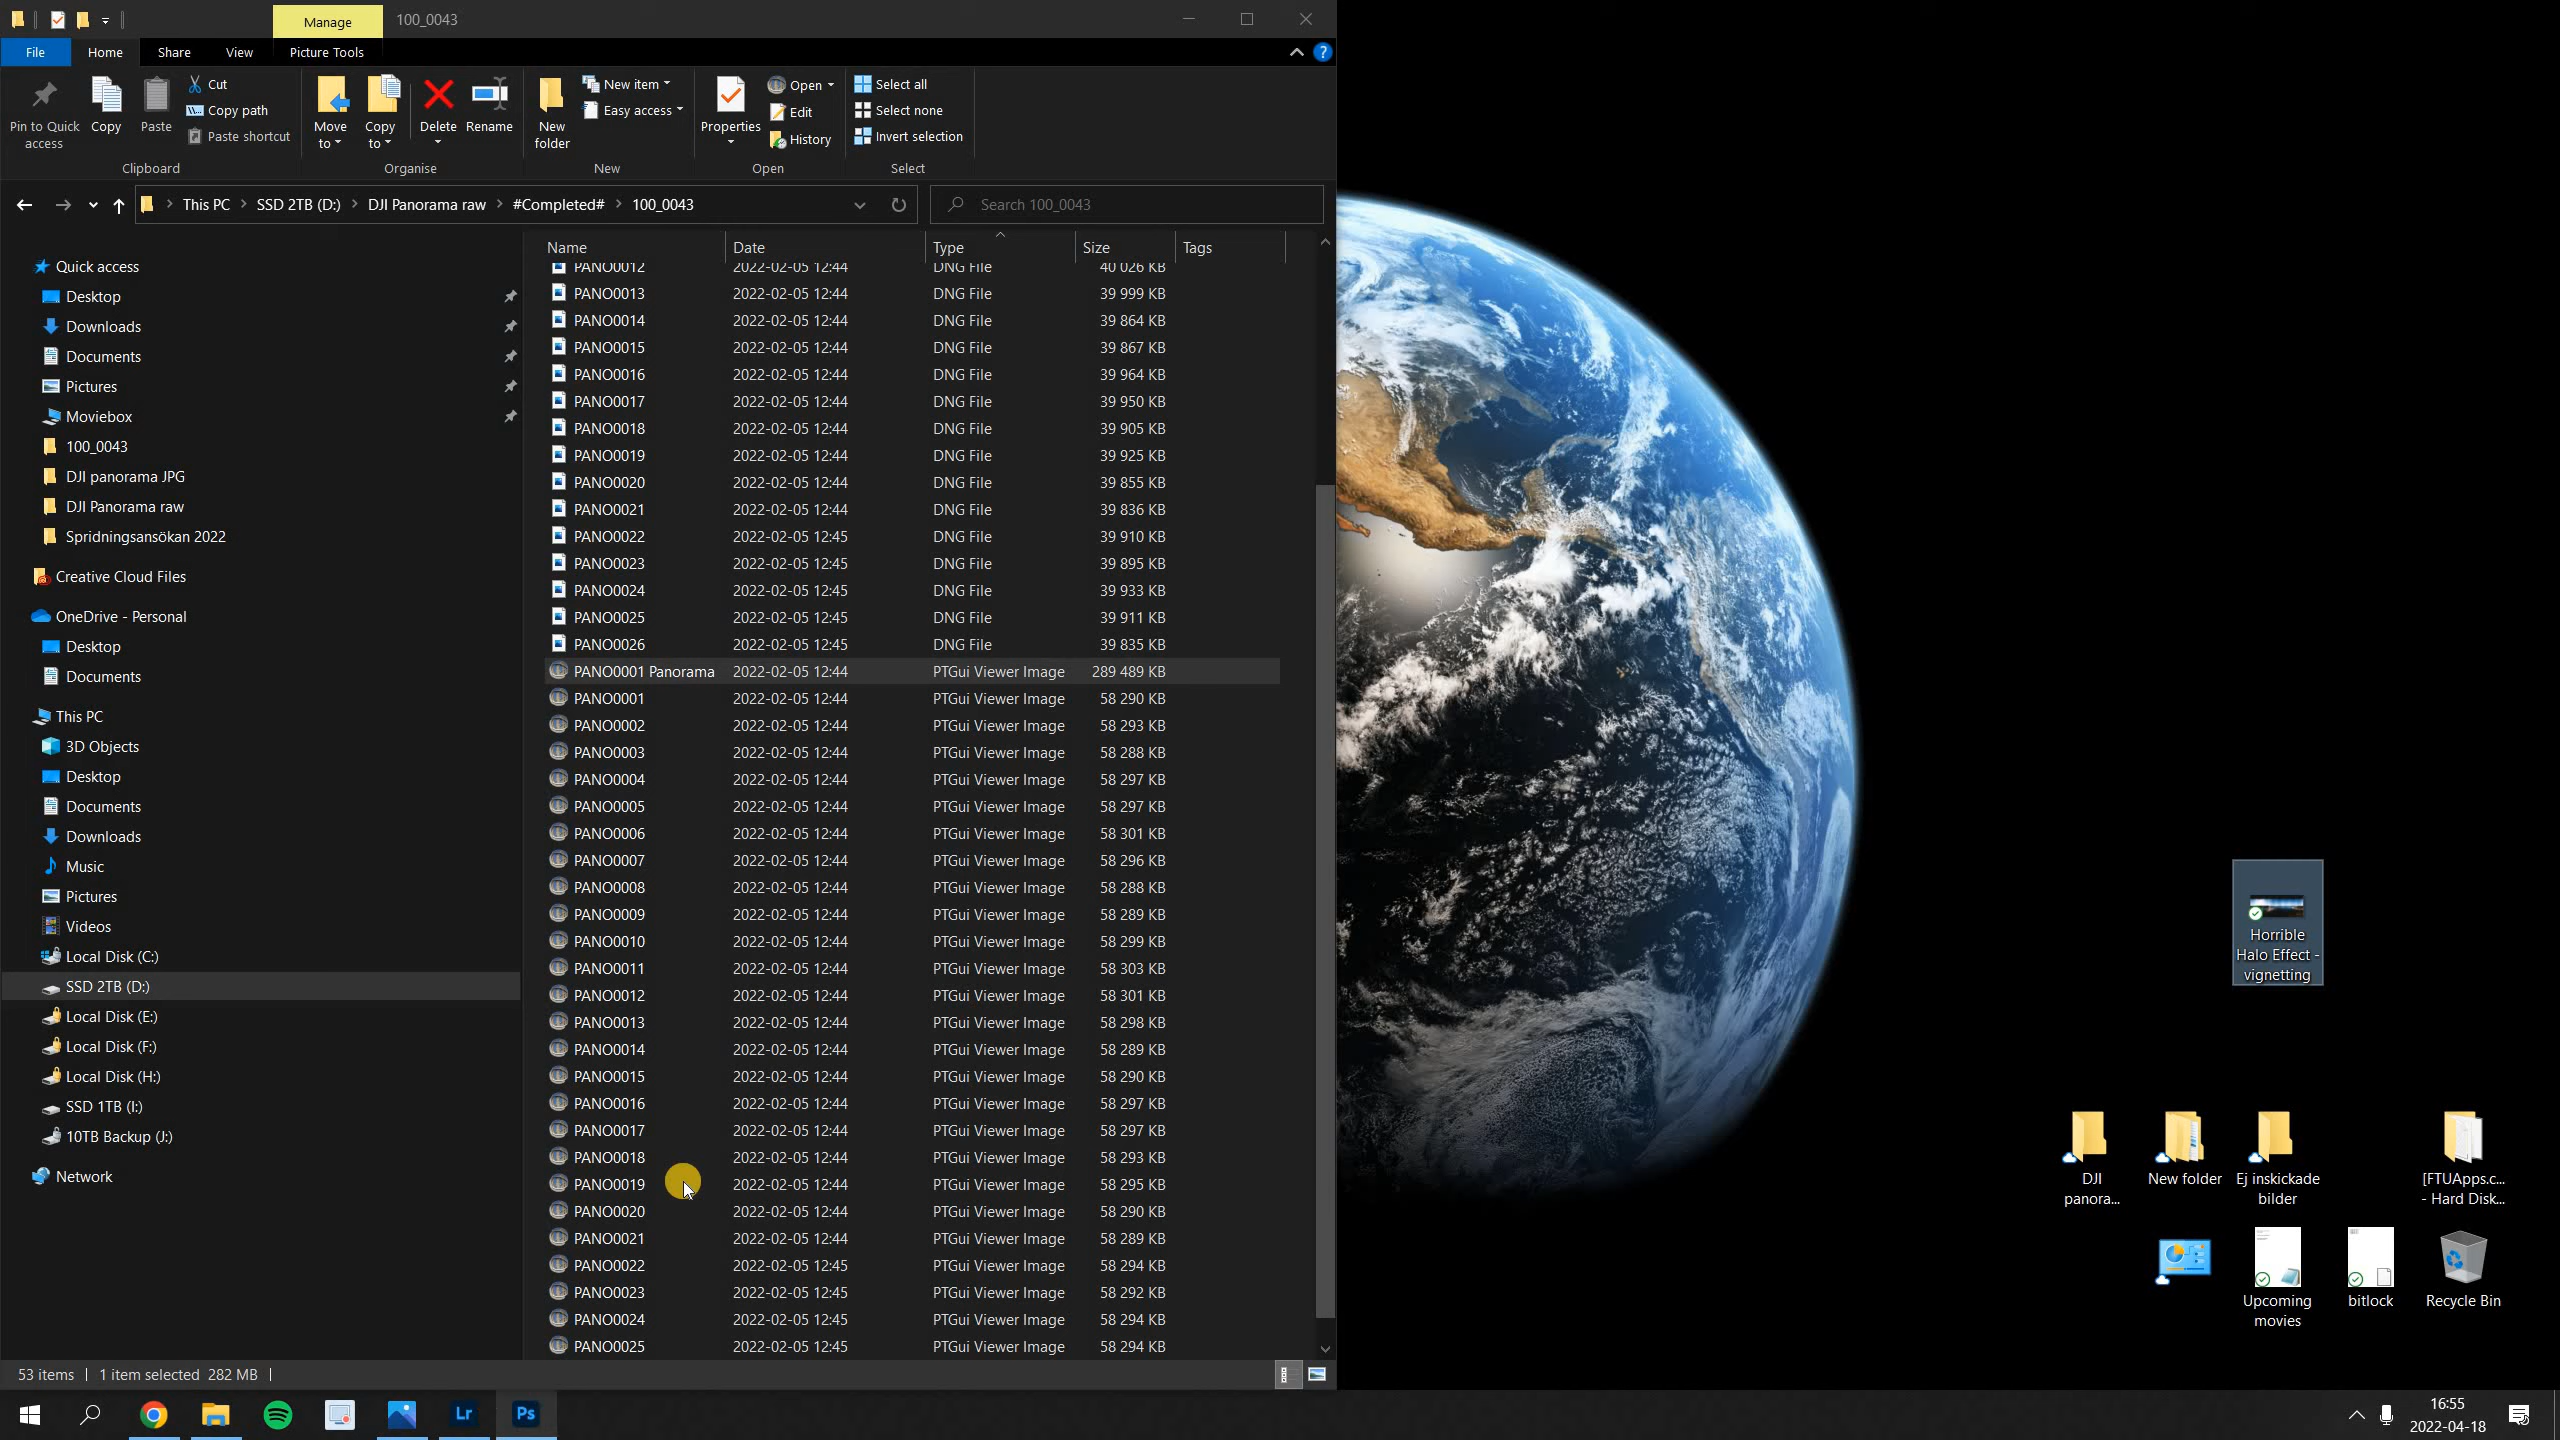 Manage
100_0043
File
Home
Share
View
Picture Tools
Pin to Quick
access
Copy
Paste
Cut
Copy path
Paste shortcut
Clipboard
Move
to
Copy
to
Delete
Rename
Organise
New
folder
New item
Easy access
New
Properties
Open
Edit
History
Open
Select all
Select none
Invert selection
Select
This PC
SSD 2TB (D:)
DJI Panorama raw
#Completed#
100_0043
Search 100_0043
Quick access
Desktop
Downloads
Documents
Pictures
Moviebox
100_0043
DJI panorama JPG
DJI Panorama raw
Spridningsansökan 2022
Creative Cloud Files
OneDrive - Personal
Desktop
Documents
This PC
3D Objects
Desktop
Documents
Downloads
Music
Pictures
Videos
Local Disk (C:)
SSD 2TB (D:)
Local Disk (E:)
Local Disk (F:)
Local Disk (H:)
SSD 1TB (I:)
10TB Backup (J:)
Network
Name Date Type Size Tags
PANO0012 2022-02-05 12:44 DNG File 40 026 KB
PANO0013 2022-02-05 12:44 DNG File 39 999 KB
PANO0014 2022-02-05 12:44 DNG File 39 864 KB
PANO0015 2022-02-05 12:44 DNG File 39 867 KB
PANO0016 2022-02-05 12:44 DNG File 39 964 KB
PANO0017 2022-02-05 12:44 DNG File 39 950 KB
PANO0018 2022-02-05 12:44 DNG File 39 905 KB
PANO0019 2022-02-05 12:44 DNG File 39 925 KB
PANO0020 2022-02-05 12:44 DNG File 39 855 KB
PANO0021 2022-02-05 12:44 DNG File 39 836 KB
PANO0022 2022-02-05 12:45 DNG File 39 910 KB
PANO0023 2022-02-05 12:45 DNG File 39 895 KB
PANO0024 2022-02-05 12:45 DNG File 39 933 KB
PANO0025 2022-02-05 12:45 DNG File 39 911 KB
PANO0026 2022-02-05 12:45 DNG File 39 835 KB
PANO0001 Panorama 2022-02-05 12:44 PTGui Viewer Image 289 489 KB
PANO0001 2022-02-05 12:44 PTGui Viewer Image 58 290 KB
PANO0002 2022-02-05 12:44 PTGui Viewer Image 58 293 KB
PANO0003 2022-02-05 12:44 PTGui Viewer Image 58 288 KB
PANO0004 2022-02-05 12:44 PTGui Viewer Image 58 297 KB
PANO0005 2022-02-05 12:44 PTGui Viewer Image 58 297 KB
PANO0006 2022-02-05 12:44 PTGui Viewer Image 58 301 KB
PANO0007 2022-02-05 12:44 PTGui Viewer Image 58 296 KB
PANO0008 2022-02-05 12:44 PTGui Viewer Image 58 288 KB
PANO0009 2022-02-05 12:44 PTGui Viewer Image 58 289 KB
PANO0010 2022-02-05 12:44 PTGui Viewer Image 58 299 KB
PANO0011 2022-02-05 12:44 PTGui Viewer Image 58 303 KB
PANO0012 2022-02-05 12:44 PTGui Viewer Image 58 301 KB
PANO0013 2022-02-05 12:44 PTGui Viewer Image 58 298 KB
PANO0014 2022-02-05 12:44 PTGui Viewer Image 58 289 KB
PANO0015 2022-02-05 12:44 PTGui Viewer Image 58 290 KB
PANO0016 2022-02-05 12:44 PTGui Viewer Image 58 297 KB
PANO0017 2022-02-05 12:44 PTGui Viewer Image 58 297 KB
PANO0018 2022-02-05 12:44 PTGui Viewer Image 58 293 KB
PANO0019 2022-02-05 12:44 PTGui Viewer Image 58 295 KB
PANO0020 2022-02-05 12:44 PTGui Viewer Image 58 290 KB
PANO0021 2022-02-05 12:44 PTGui Viewer Image 58 289 KB
PANO0022 2022-02-05 12:45 PTGui Viewer Image 58 294 KB
PANO0023 2022-02-05 12:45 PTGui Viewer Image 58 292 KB
PANO0024 2022-02-05 12:45 PTGui Viewer Image 58 294 KB
PANO0025 2022-02-05 12:45 PTGui Viewer Image 58 294 KB
53 items
1 item selected 282 MB
Horrible
Halo Effect -
vignetting
DJI
panora...
New folder
Ej inskickade
bilder
[FTUApps.c...
- Hard Disk...
Upcoming
movies
bitlock
Recycle Bin
Lr
Ps
16:55
2022-04-18